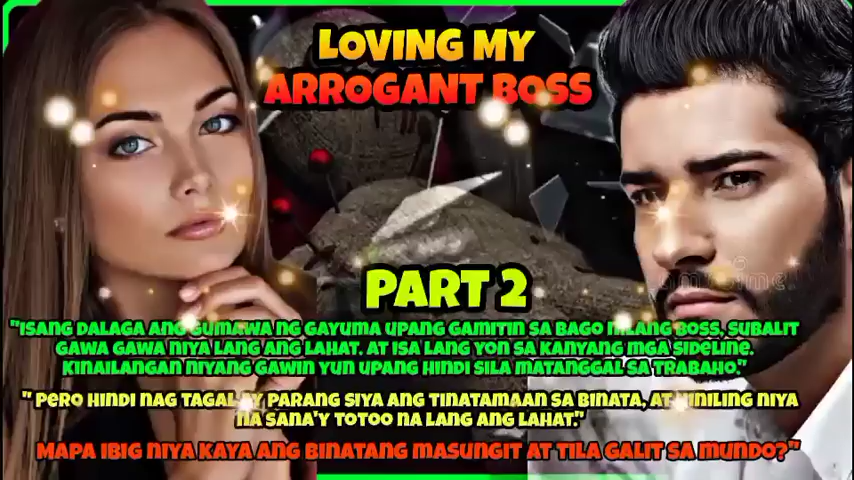 LOVING MY
ARROGANT BOSS
PART 2
"ISANG DALAGA ANG GUMAWA NG GAYUMA UPANG GAMITIN SA BAGO NILANG BOSS, SUBALIT
GAWA GAWA NIYA LANG ANG LAHAT. AT ISA LANG YON SA KANYANG MGA SIDELINE.
KINAILANGAN NIYANG GAWIN YUN UPANG HINDI SILA MATANGGAL SA TRABAHO."
" PERO HINDI NAG TAGAL AY PARANG SIYA ANG TINATAMAAN SA BINATA, AT HINILING NIYA
NA SANA'Y TOTOO NA LANG ANG LAHAT."
MAPA IBIG NIYA KAYA ANG BINATANG MASUNGIT AT TILA GALIT SA MUNDO?"